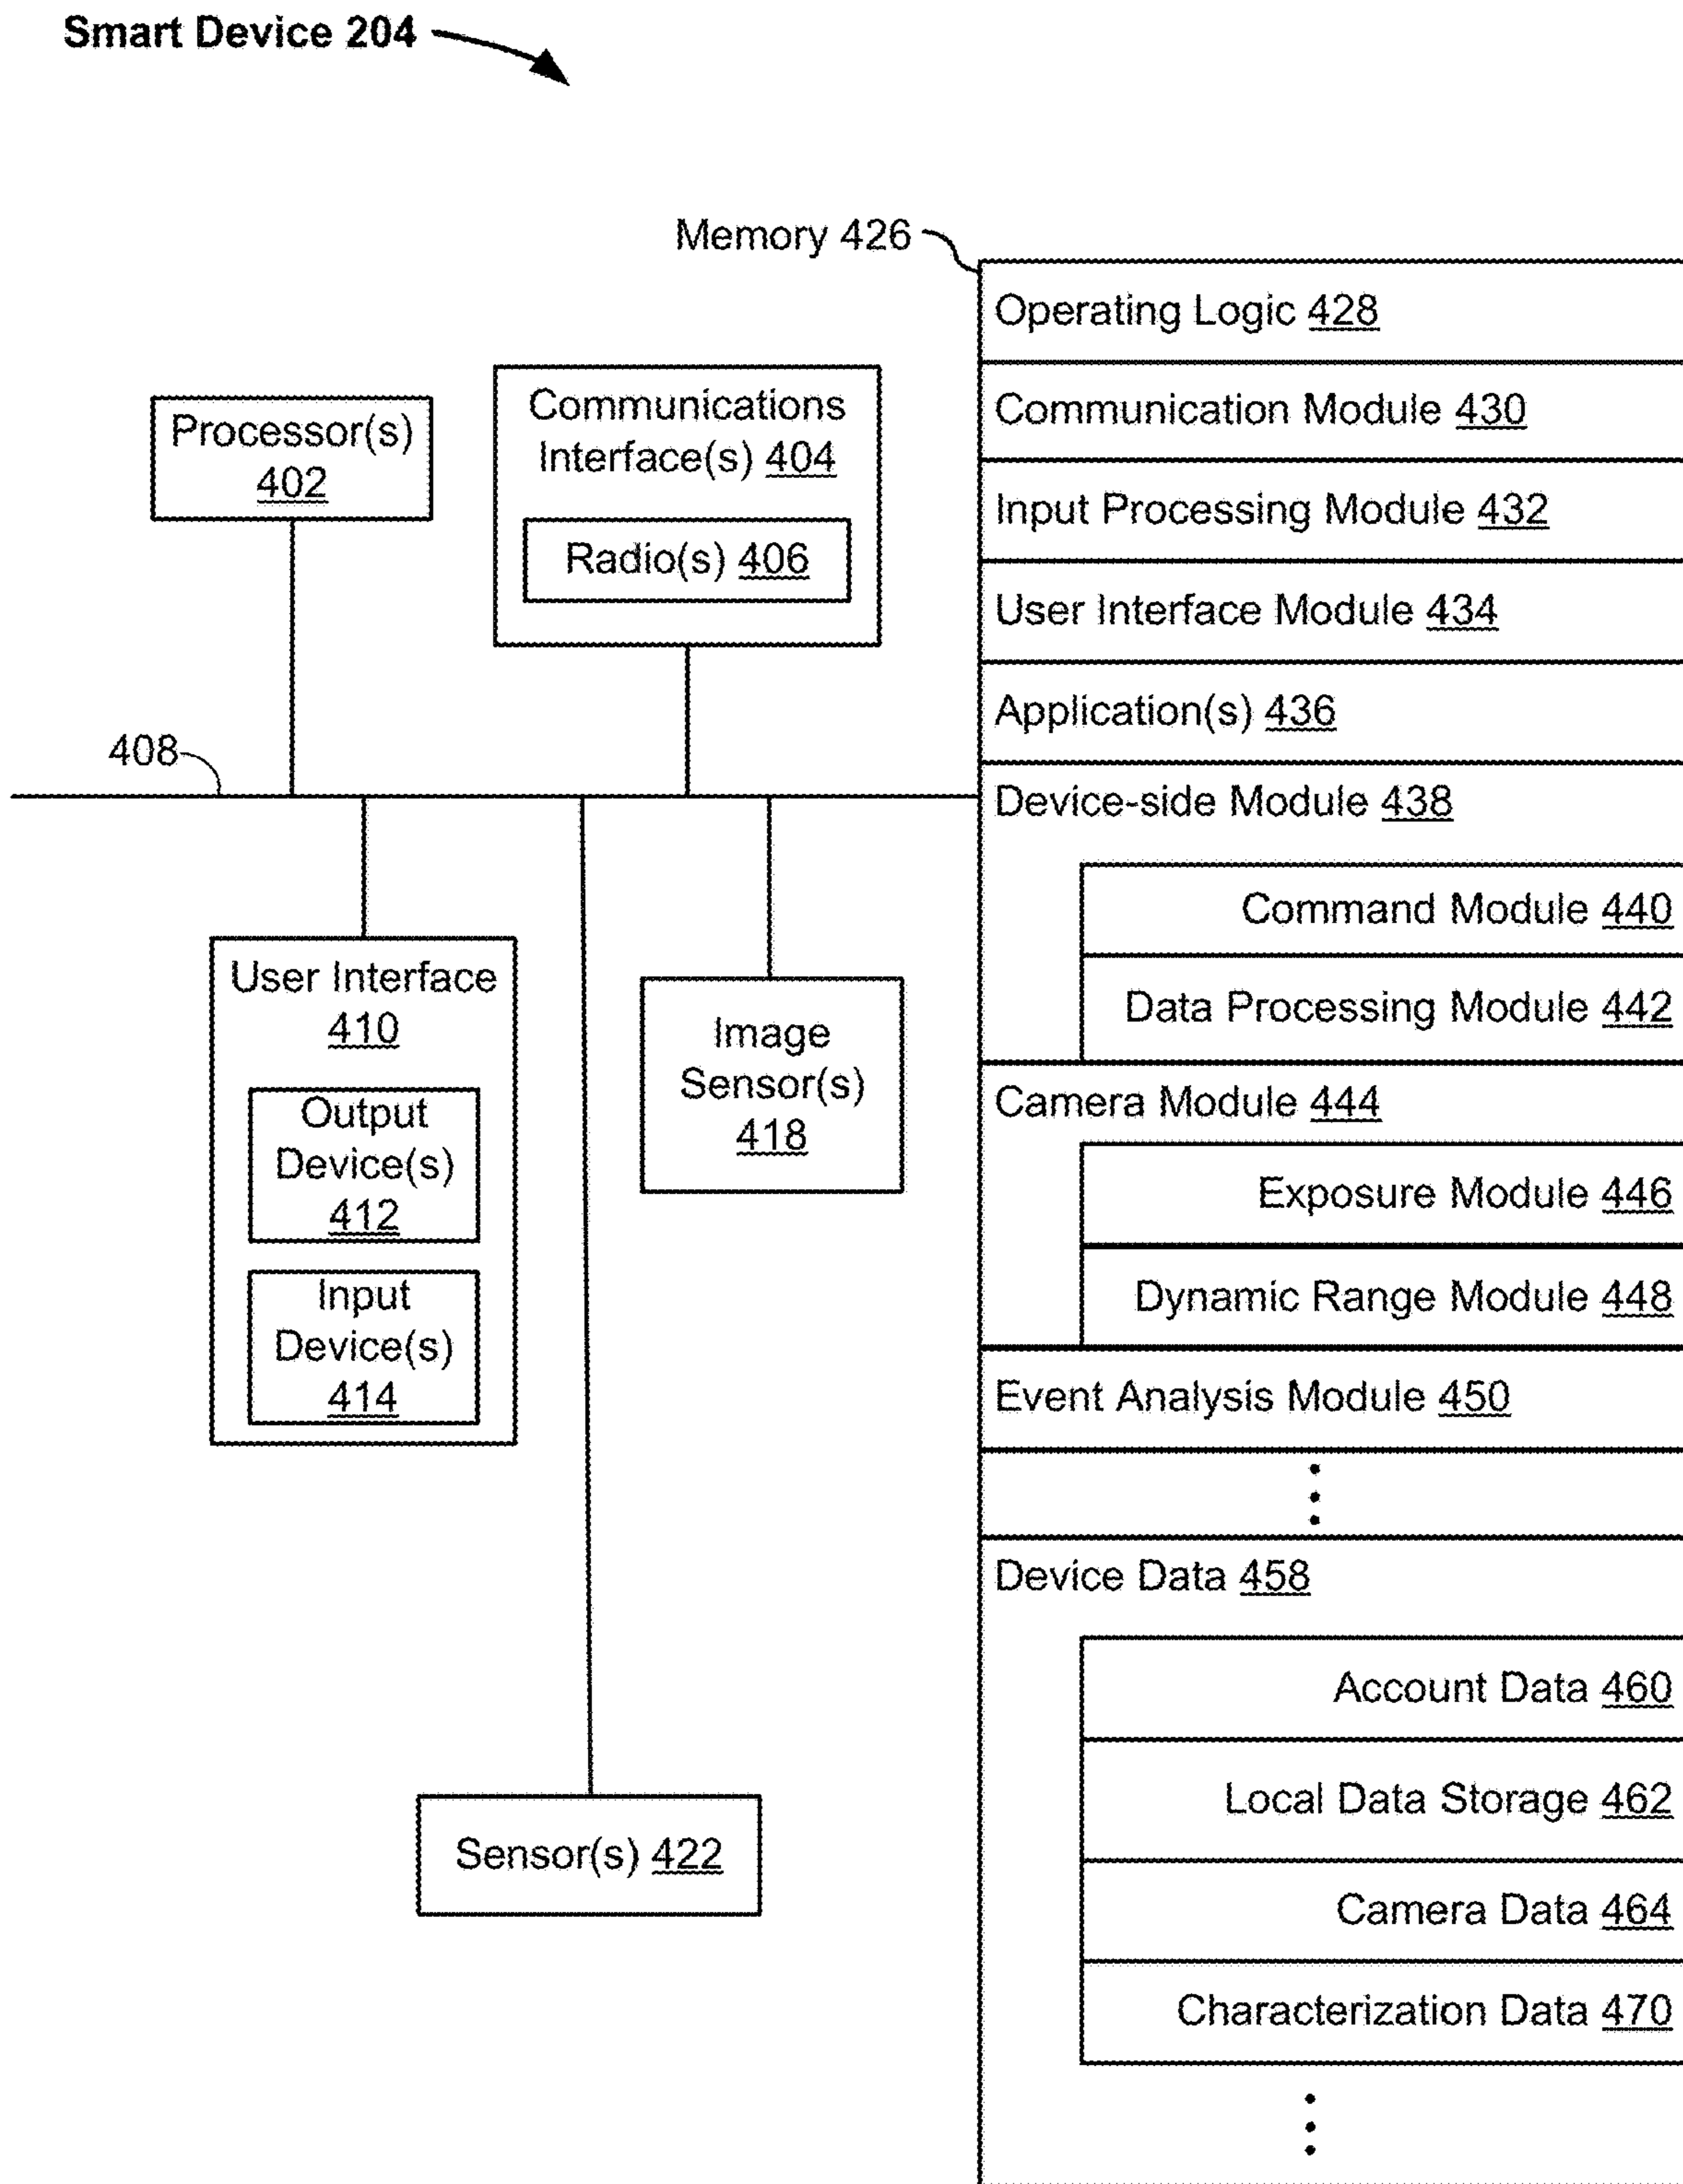 Smart Device 204
Memory 426
Operating Logic 428
Communication Module 430
Input Processing Module 432
User Interface Module 434
Application(s) 436
Device-side Module 438
Command Module 440
Data Processing Module 442
Camera Module 444
Exposure Module 446
Dynamic Range Module 448
Event Analysis Module 450
Device Data 458
Account Data 460
Local Data Storage 462
Camera Data 464
Characterization Data 470
Processor(s)
402
Communications
Interface(s) 404
Radio(s) 406
408
User Interface
410
Output
Device(s)
412
Input
Device(s)
414
Image
Sensor(s)
418
Sensor(s) 422